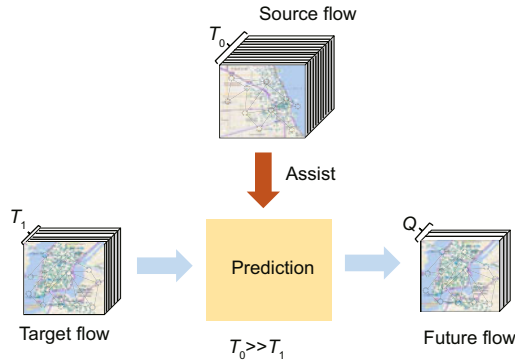 Source flow
T₀
Assist
T₁
Q
Prediction
Target flow
T₀>>T₁
Future flow